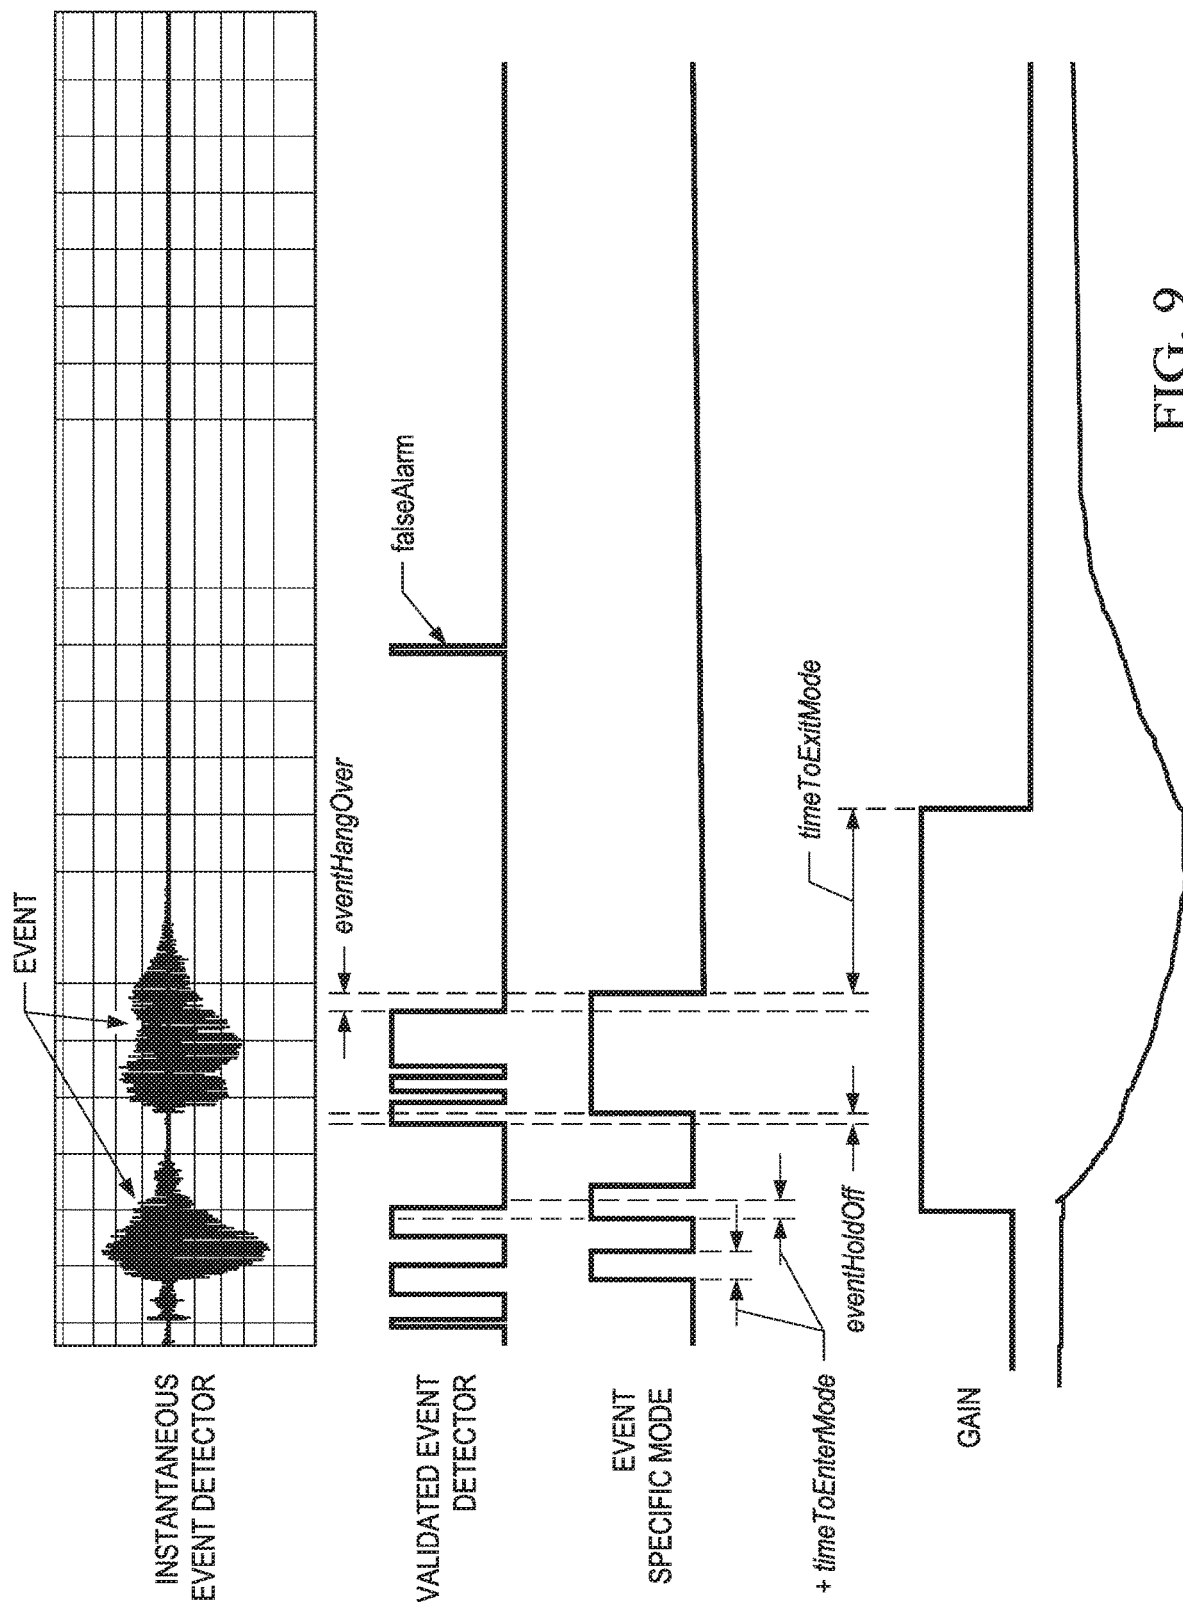 EVENT
INSTANTANEOUS
EVENT DETECTOR
eventHangOver
falseAlarm
VALIDATED EVENT
DETECTOR
EVENT
SPECIFIC MODE
timeToExitMode
+ timeToEnterMode
eventHoldOff
GAIN
FIG. 9